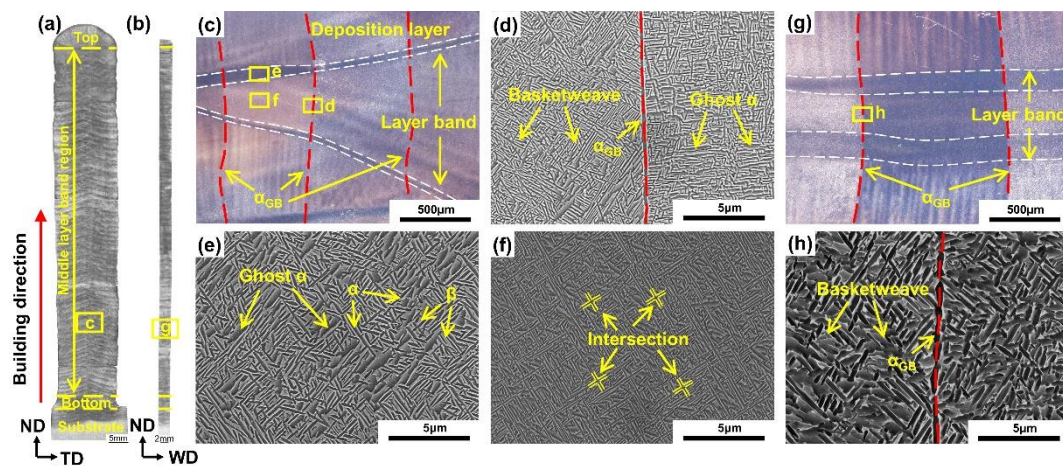 (a)
Top
Middle layer band region
Building direction
c
Bottom
Substrate
5mm
ND
TD
(b)
g
2mm
ND
WD
(c)
Deposition layer
e
f
d
Layer band
αGB
500μm
(d)
Basketweave
Ghost α
αGB
5μm
(g)
h
Layer band
αGB
500μm
(e)
Ghost α
α
β
5μm
(f)
Intersection
5μm
(h)
Basketweave
αGB
5μm